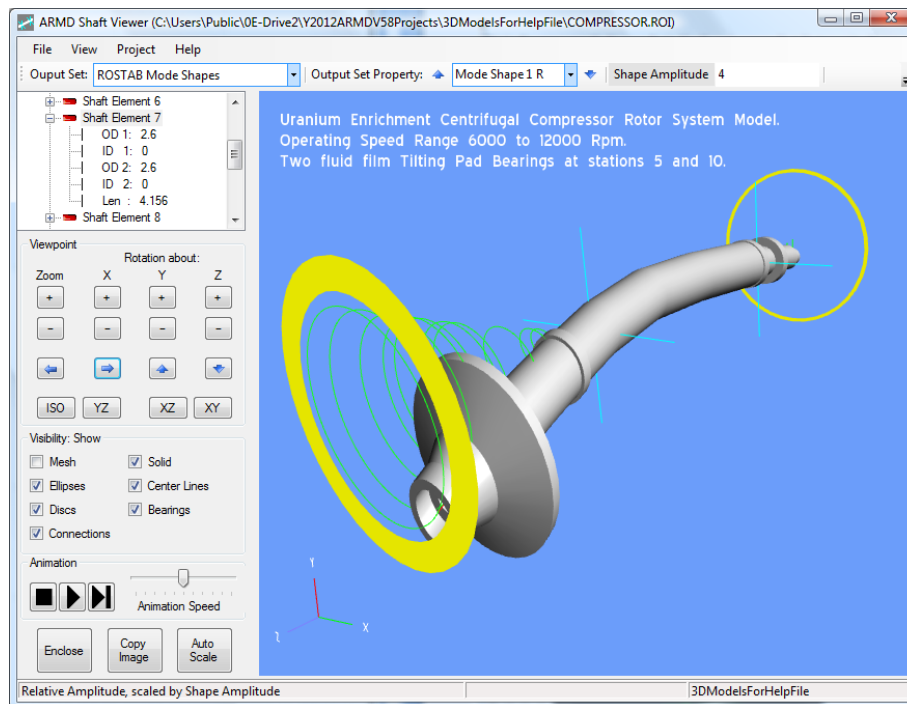 ARMD Shaft Viewer (C:\Users\Public\0E-Drive2\Y2012ARMDV58Projects\3DModelsForHelpFile\COMPRESSOR.ROI)
File View Project Help
Ouput Set: ROSTAB Mode Shapes Output Set Property: Mode Shape 1 R Shape Amplitude 4
Shaft Element 6
Shaft Element 7
OD 1: 2.6
ID 1: 0
OD 2: 2.6
ID 2: 0
Len : 4.156
Shaft Element 8
Uranium Enrichment Centrifugal Compressor Rotor System Model.
Operating Speed Range 6000 to 12000 Rpm.
Two fluid film Tilting Pad Bearings at stations 5 and 10.
Viewpoint
Rotation about:
Zoom X Y Z
+ + + +
- - - -
ISO YZ XZ XY
Visibility: Show
Mesh Solid
Ellipses Center Lines
Discs Bearings
Connections
Animation
Animation Speed
Enclose Copy Image Auto Scale
Y
X
Z
Relative Amplitude, scaled by Shape Amplitude 3DModelsForHelpFile